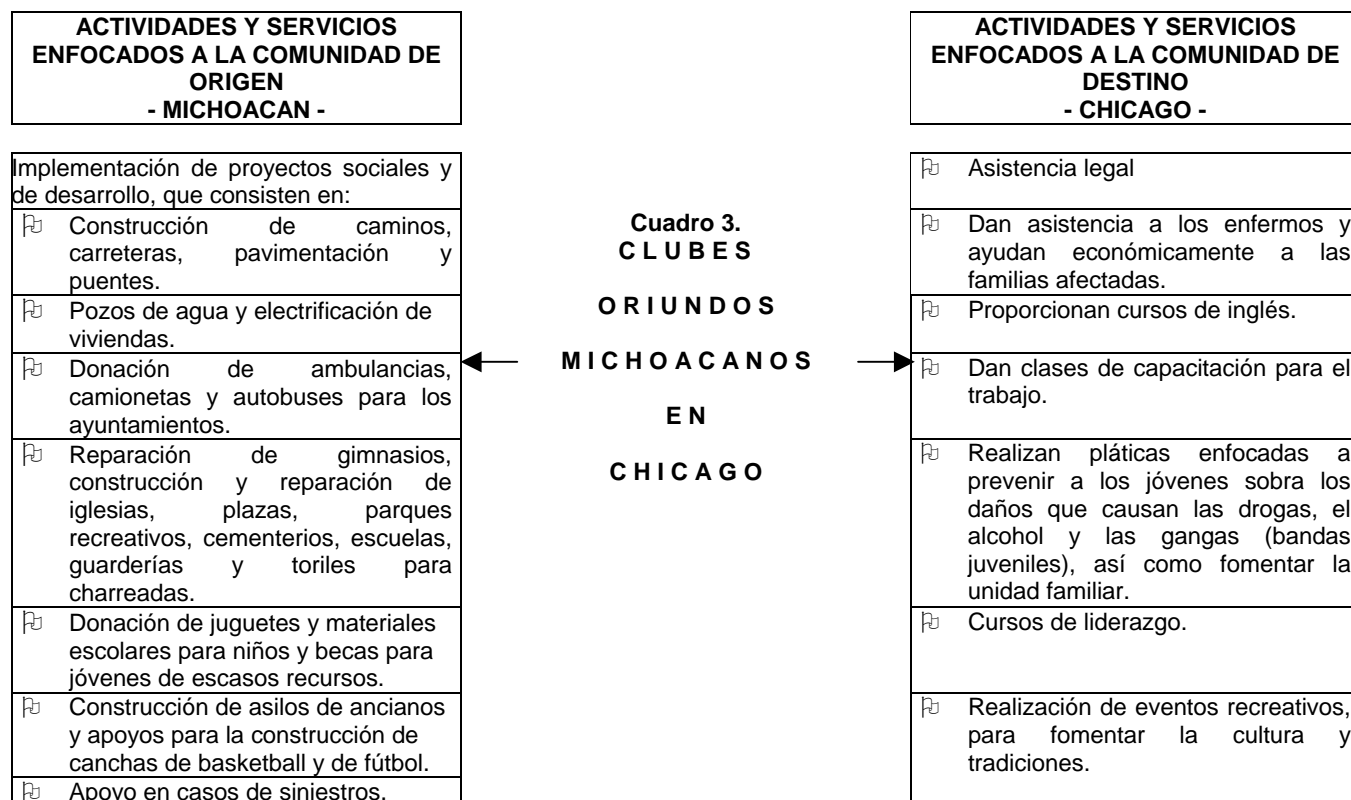 ACTIVIDADES Y SERVICIOS
ENFOCADOS A LA COMUNIDAD DE
ORIGEN
- MICHOACAN -
Implementación de proyectos sociales y
de desarrollo, que consisten en:
Construcción de caminos,
carreteras, pavimentación y
puentes.
Pozos de agua y electrificación de
viviendas.
Donación de ambulancias,
camionetas y autobuses para los
ayuntamientos.
Reparación de gimnasios,
construcción y reparación de
iglesias, plazas, parques
recreativos, cementerios, escuelas,
guarderías y toriles para
charreadas.
Donación de juguetes y materiales
escolares para niños y becas para
jóvenes de escasos recursos.
Construcción de asilos de ancianos
y apoyos para la construcción de
canchas de basketball y de fútbol.
Apoyo en casos de siniestros.
Cuadro 3.
C L U B E S
O R I U N D O S
M I C H O A C A N O S
E N
C H I C A G O
ACTIVIDADES Y SERVICIOS
ENFOCADOS A LA COMUNIDAD DE
DESTINO
- CHICAGO -
Asistencia legal
Dan asistencia a los enfermos y
ayudan económicamente a las
familias afectadas.
Proporcionan cursos de inglés.
Dan clases de capacitación para el
trabajo.
Realizan pláticas enfocadas a
prevenir a los jóvenes sobra los
daños que causan las drogas, el
alcohol y las gangas (bandas
juveniles), así como fomentar la
unidad familiar.
Cursos de liderazgo.
Realización de eventos recreativos,
para fomentar la cultura y
tradiciones.